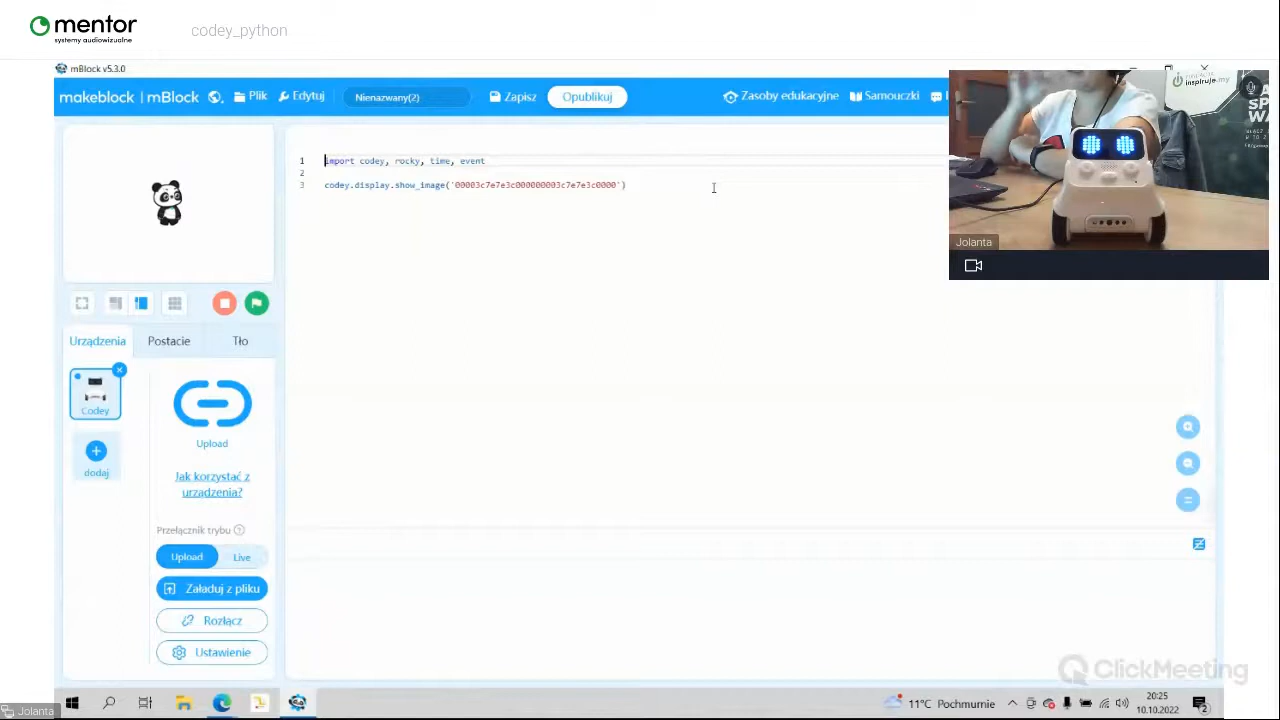 mentor
systemy audiowizualne
codey_python
mBlock v5.3.0
makeblock | mBlock
Plik
Edytuj
Nienazwany(2)
Zapisz
Opublikuj
Zasoby edukacyjne
Samouczki
inspiruje.my
1 import codey, rocky, time, event
2
3 codey.display.show_image('00003c7e7e3c000000003c7e7e3c0000')
Jolanta
Urządzenia
Postacie
Tło
Codey
dodaj
Upload
Jak korzystać z
urządzenia?
Przełącznik trybu
Upload
Live
Załaduj z pliku
Rozłącz
Ustawienie
ClickMeeting
Jolanta
11°C Pochmurnie
20:25
10.10.2022
2